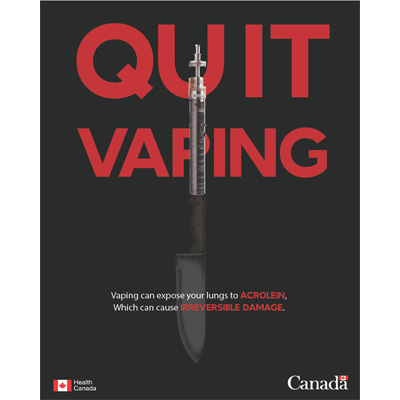 QUIT
VAPING
Vaping can expose your lungs to ACROLEIN,
Which can cause IRREVERSIBLE DAMAGE.
Health
Canada
Canada